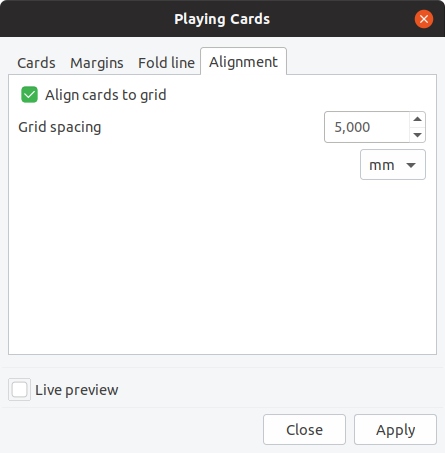 Playing Cards
Cards Margins Fold line Alignment
Align cards to grid
Grid spacing 5,000
mm
Live preview
Close Apply